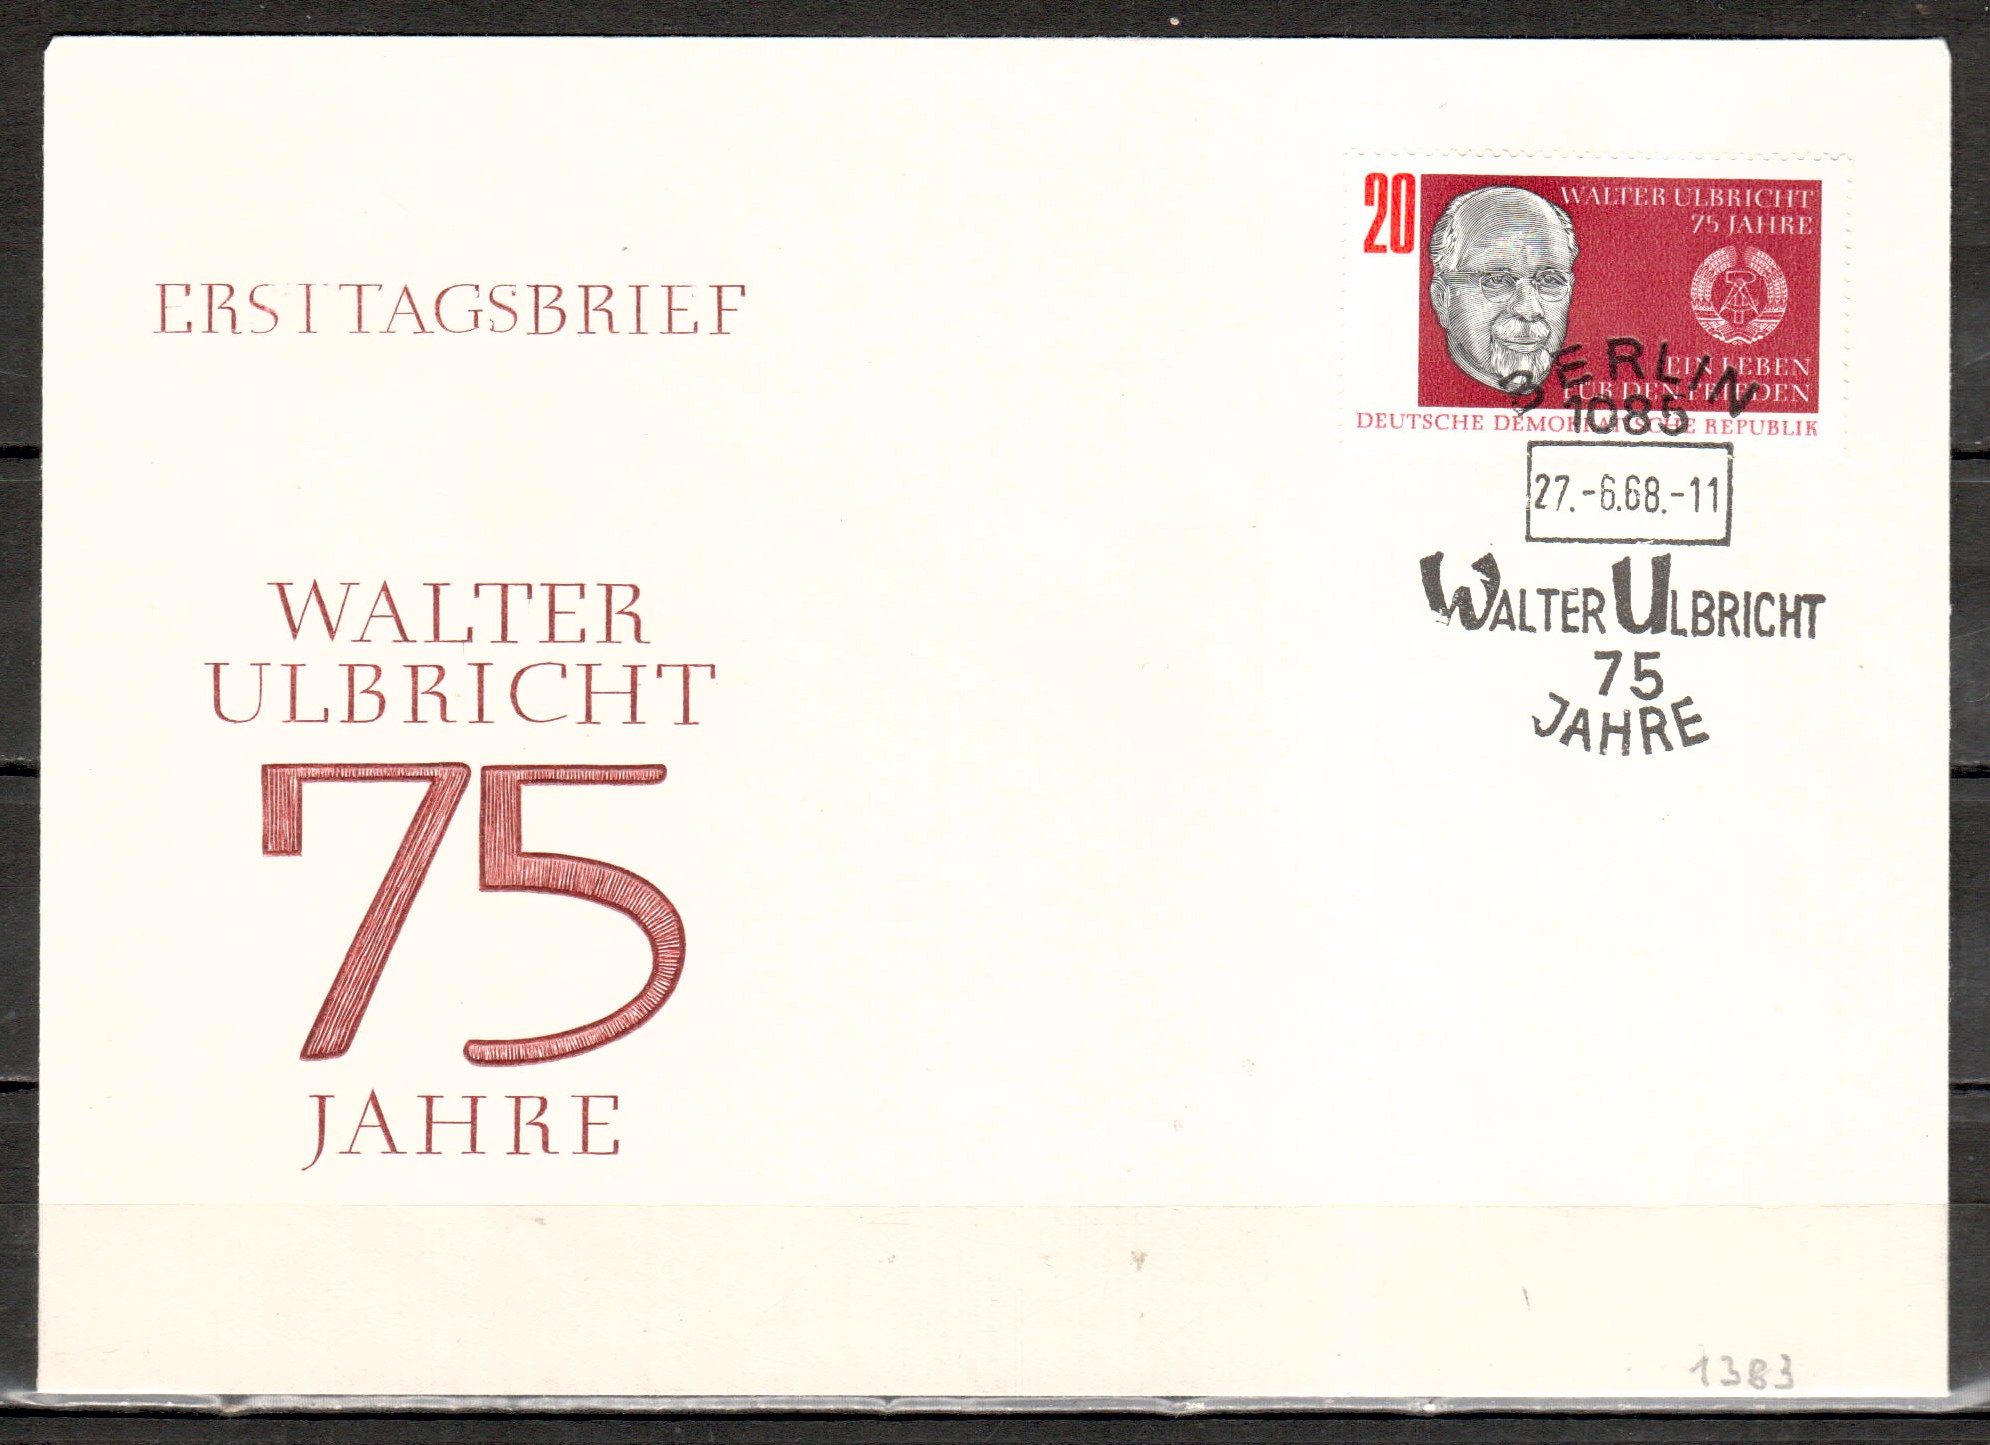 ERSTTAGSBRIEF
WALTER
ULBRICHT
75
JAHRE
20
WALTER ULBRICHT
75 JAHRE
EIN LEBEN
FÜR DEN FRIEDEN
DEUTSCHE DEMOKRATISCHE REPUBLIK
BERLIN
1085
27.-6.68.-11
WALTER ULBRICHT
75
JAHRE
1383